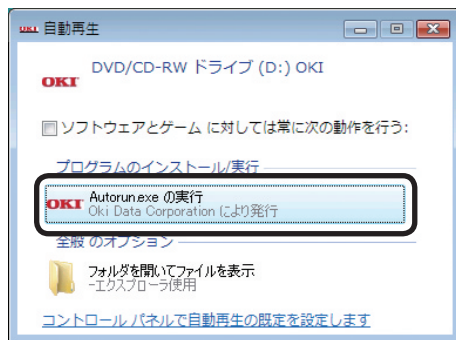 OKI 自動再生
DVD/CD-RW ドライブ (D:) OKI
OKI
ソフトウェアとゲーム に対しては常に次の動作を行う:
プログラムのインストール/実行
OKI Autorun.exe の実行
Oki Data Corporation により発行
全般 のオプション
フォルダを開いてファイルを表示
-エクスプローラ使用
コントロール パネルで自動再生の既定を設定します